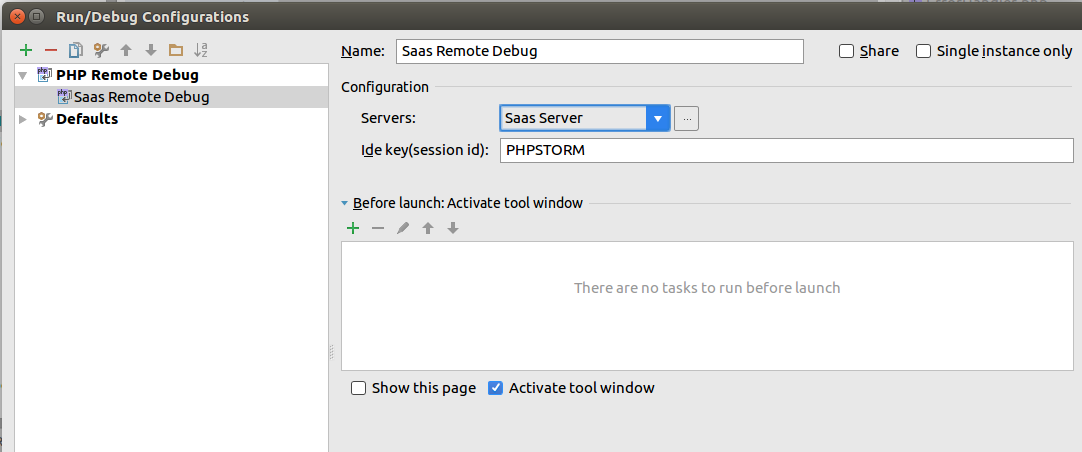 Run/Debug Configurations
Name: Saas Remote Debug Share Single instance only
PHP Remote Debug
Saas Remote Debug
Defaults
Configuration
Servers: Saas Server ...
Ide key(session id): PHPSTORM
Before launch: Activate tool window
There are no tasks to run before launch
Show this page Activate tool window